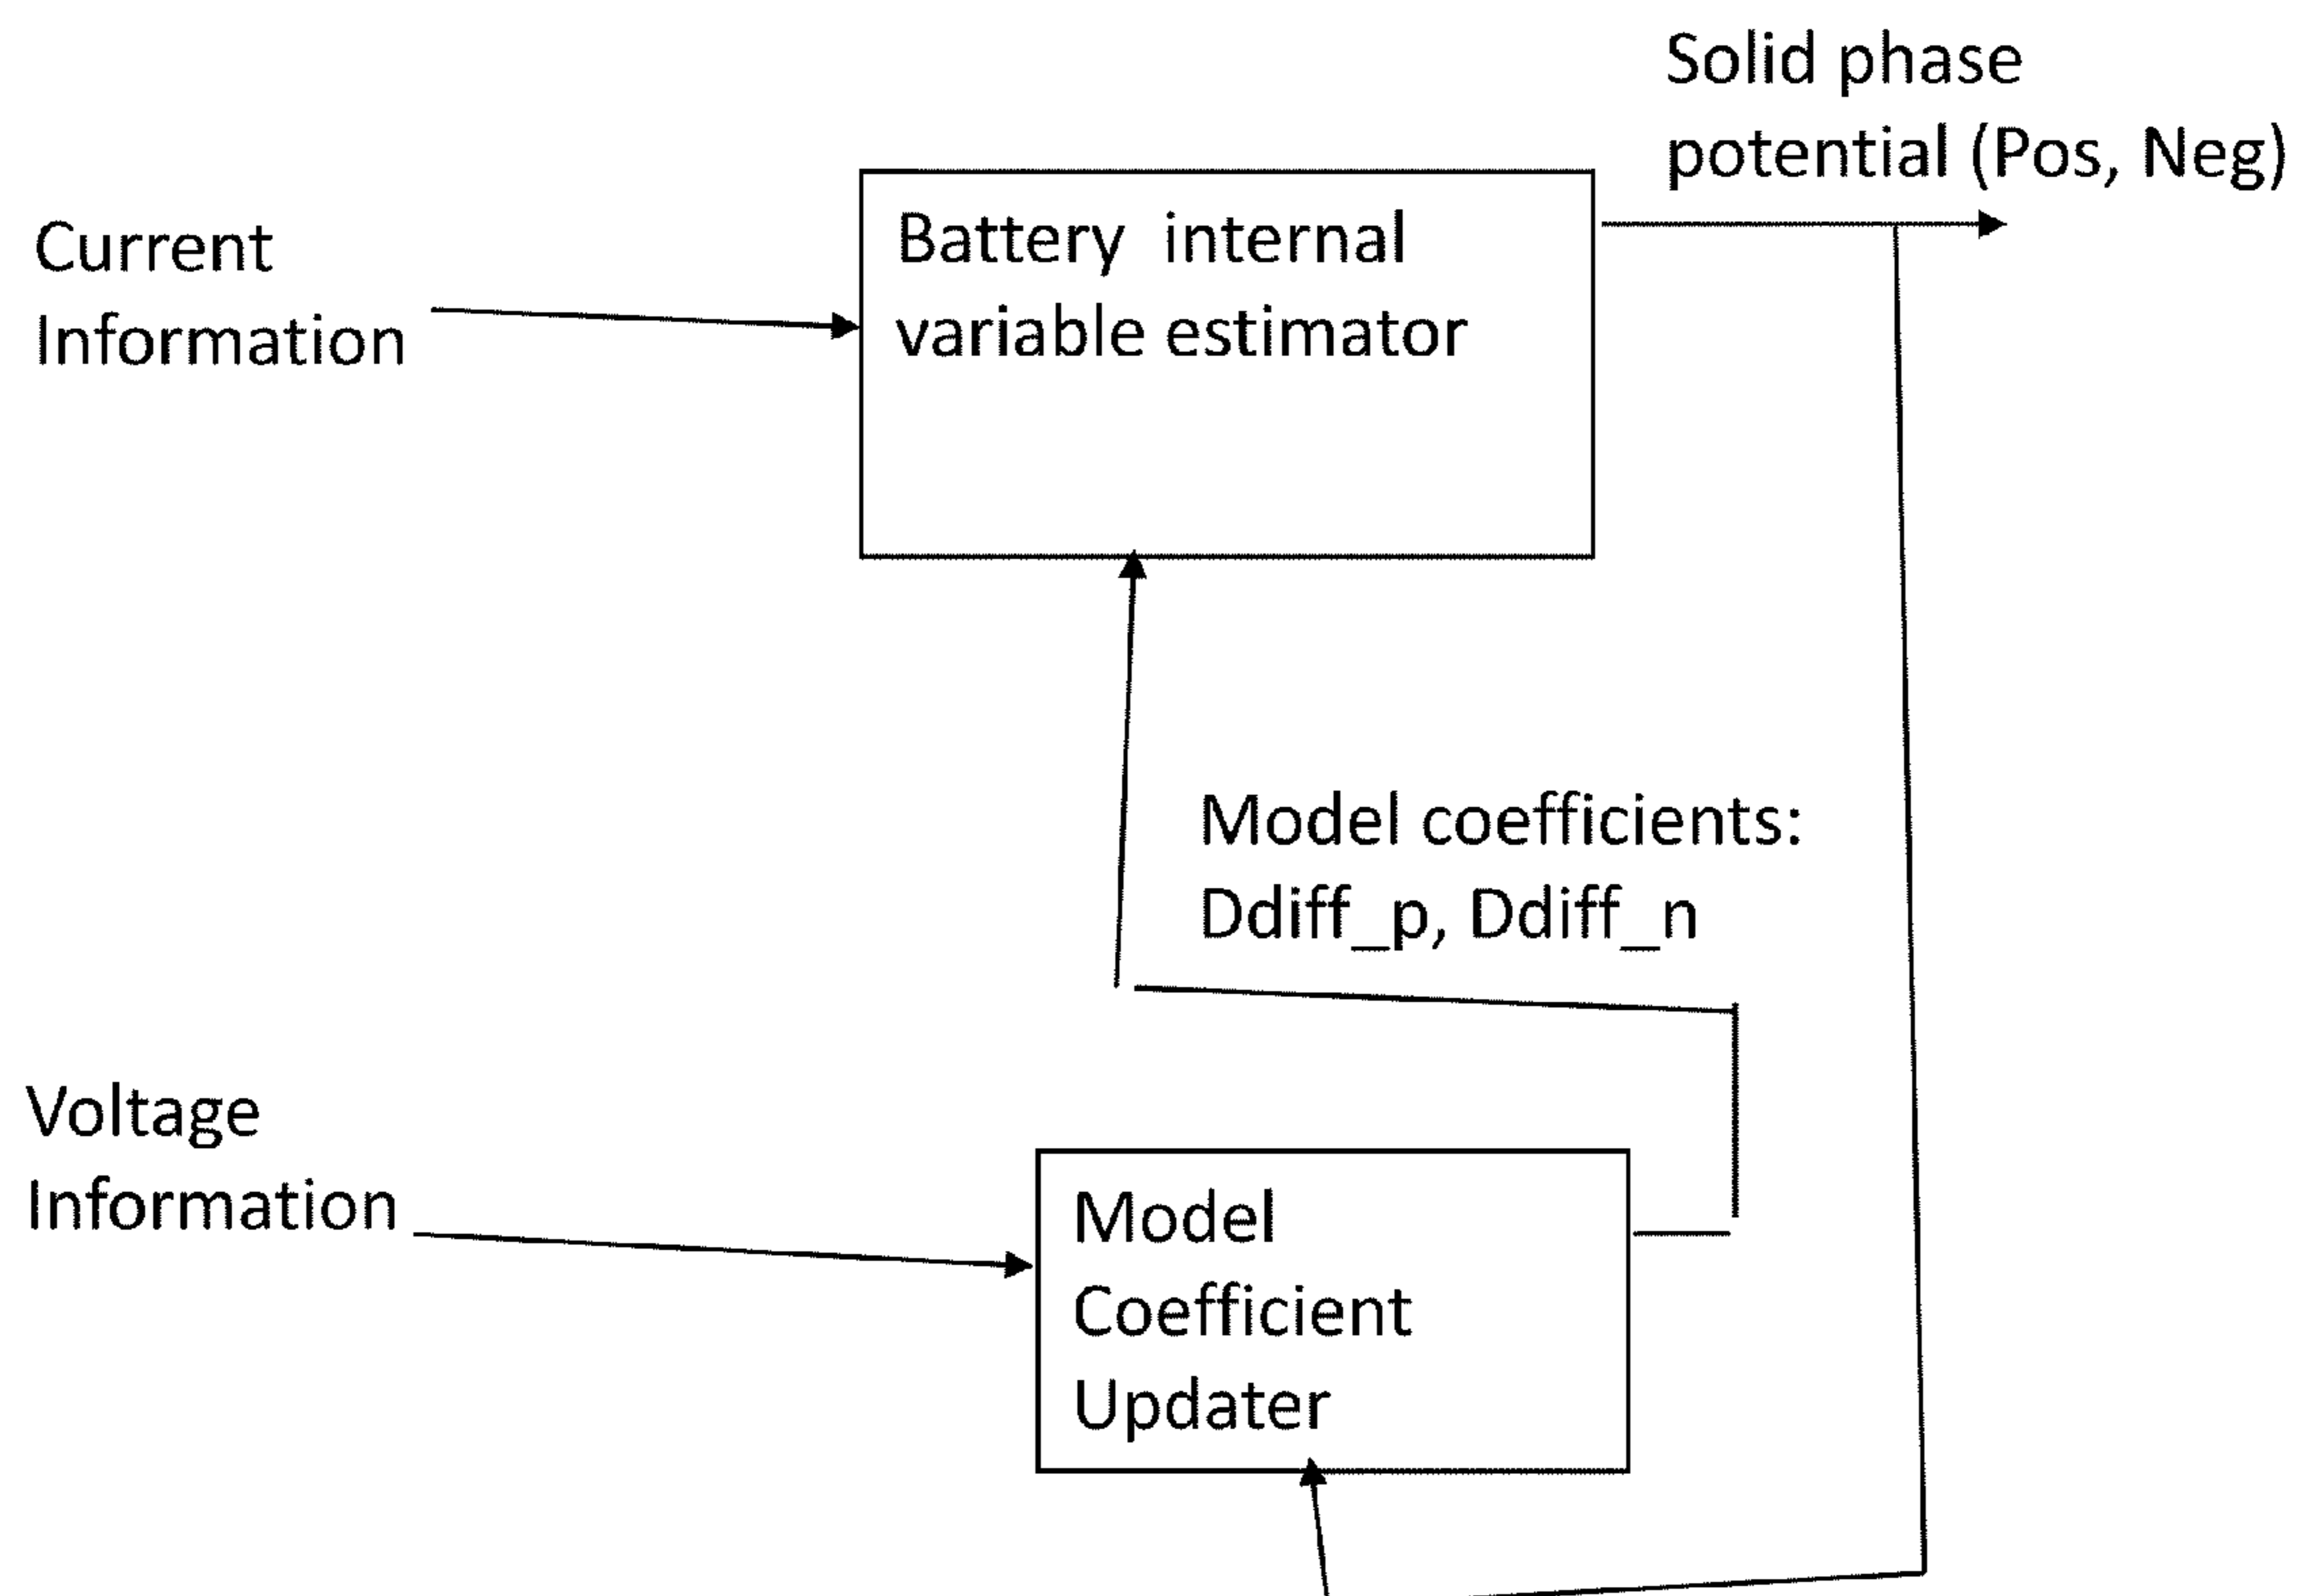 Solid phase
potential (Pos, Neg)
Current
Information
Battery internal
variable estimator
Model coefficients:
Ddiff_p, Ddiff_n
Voltage
Information
Model
Coefficient
Updater